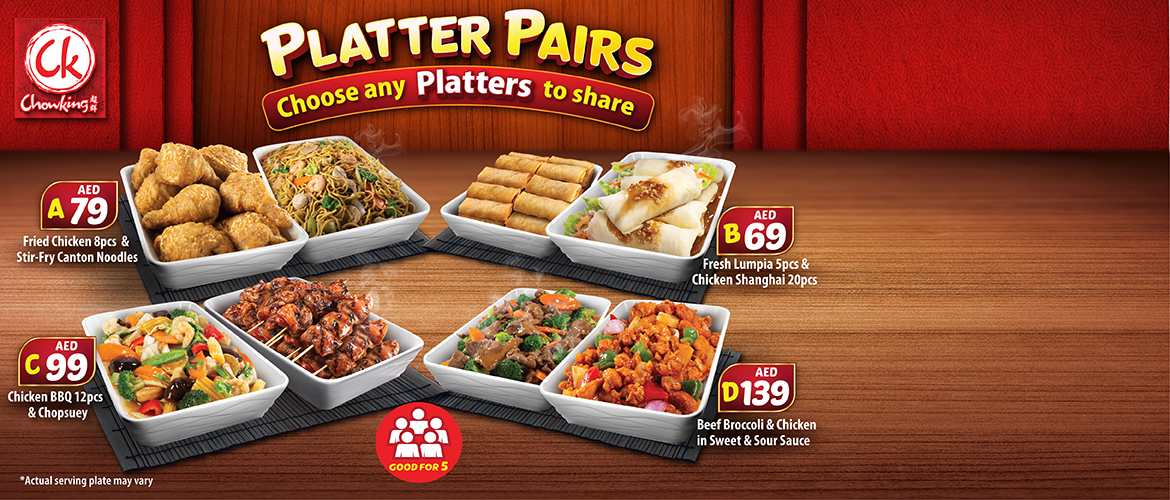 Ck
Chowking
PLATTER PAIRS
Choose any Platters to share
AED
A 79
Fried Chicken 8pcs &
Stir-Fry Canton Noodles
AED
B 69
Fresh Lumpia 5pcs &
Chicken Shanghai 20pcs
AED
C 99
Chicken BBQ 12pcs
& Chopsuey
AED
D 139
Beef Broccoli & Chicken
in Sweet & Sour Sauce
GOOD FOR 5
*Actual serving plate may vary